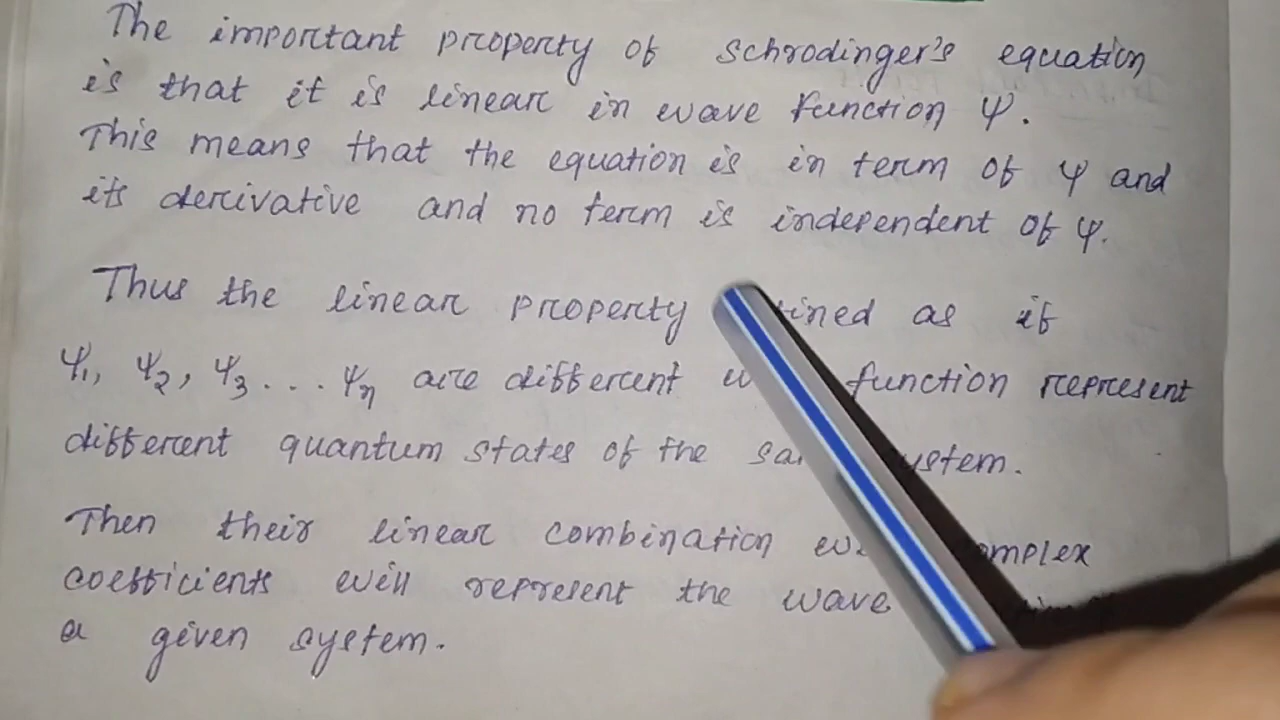 The important property of Schrodinger's equation
is that it is linear in wave function Ψ.
This means that the equation is in term of Ψ and
its derivative and no term is independent of Ψ.
Thus the linear property as if
Ψ1, Ψ2, Ψ3 . . . Ψn are different function represent
different quantum states of the
Then their linear combination
coefficients will represent the wave
a given system.